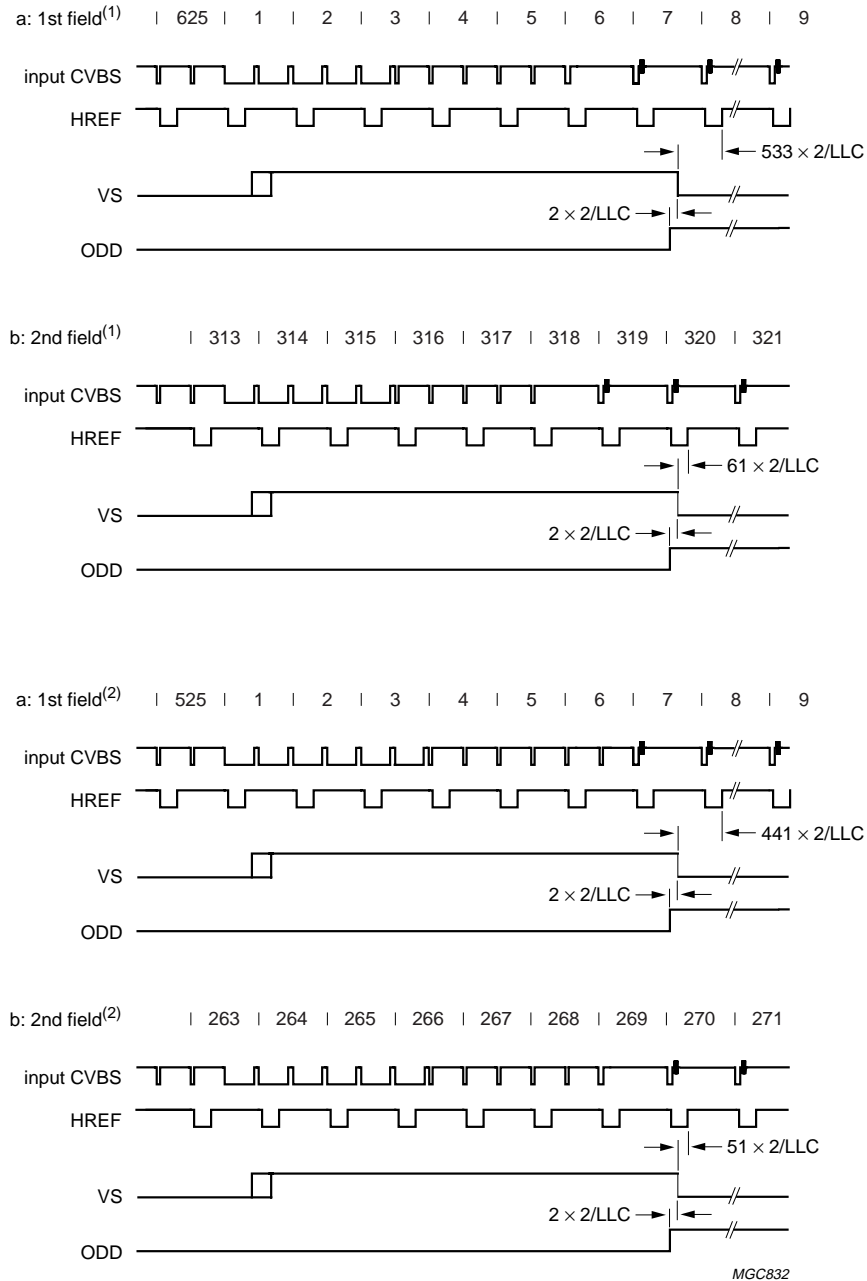 a: 1st field(1) | 625 | 1 | 2 | 3 | 4 | 5 | 6 | 7 | 8 | 9
input CVBS
HREF
533 × 2/LLC
VS
2 × 2/LLC
ODD
b: 2nd field(1) | 313 | 314 | 315 | 316 | 317 | 318 | 319 | 320 | 321
input CVBS
HREF
61 × 2/LLC
VS
2 × 2/LLC
ODD
a: 1st field(2) | 525 | 1 | 2 | 3 | 4 | 5 | 6 | 7 | 8 | 9
input CVBS
HREF
441 × 2/LLC
VS
2 × 2/LLC
ODD
b: 2nd field(2) | 263 | 264 | 265 | 266 | 267 | 268 | 269 | 270 | 271
input CVBS
HREF
51 × 2/LLC
VS
2 × 2/LLC
ODD
MGC832